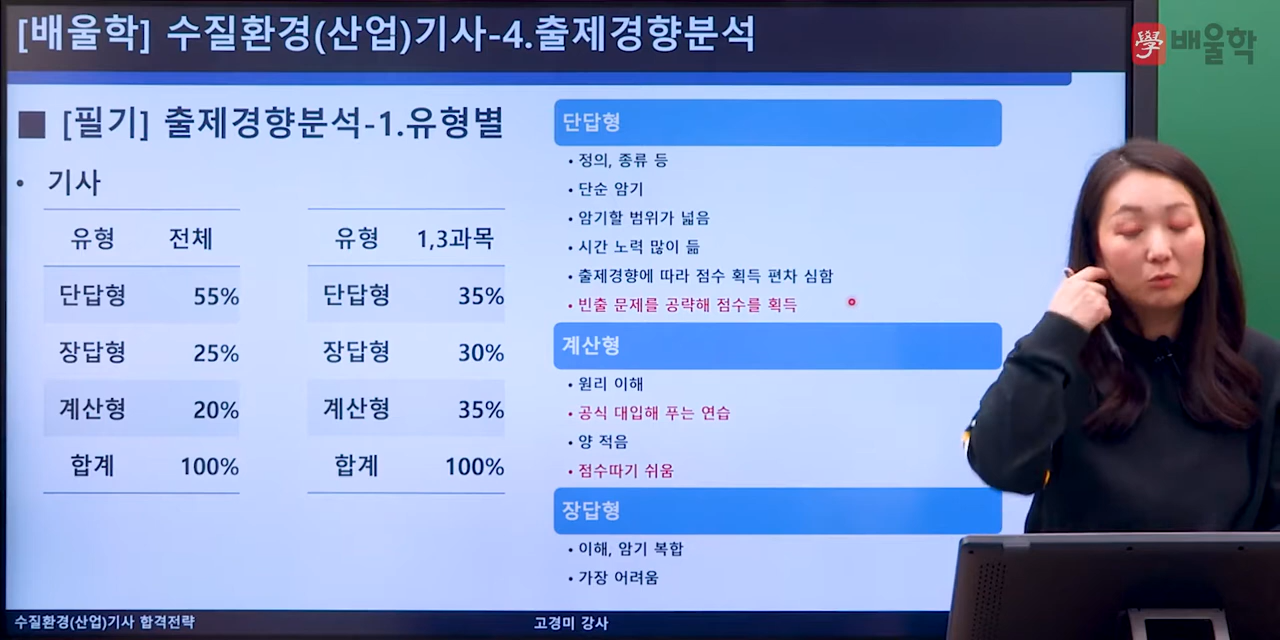 [배울학] 수질환경(산업)기사-4.출제경향분석
學 배울학
■ [필기] 출제경향분석-1.유형별
• 기사
유형 전체
단답형 55%
장답형 25%
계산형 20%
합계 100%
유형 1,3과목
단답형 35%
장답형 30%
계산형 35%
합계 100%
단답형
• 정의, 종류 등
• 단순 암기
• 암기할 범위가 넓음
• 시간 노력 많이 듦
• 출제경향에 따라 점수 획득 편차 심함
• 빈출 문제를 공략해 점수를 획득
계산형
• 원리 이해
• 공식 대입해 푸는 연습
• 양 적음
• 점수따기 쉬움
장답형
• 이해, 암기 복합
• 가장 어려움
수질환경(산업)기사 합격전략
고경미 강사